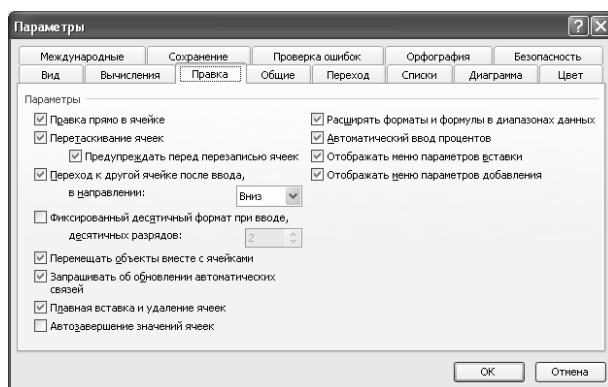 Параметры
Международные Сохранение Проверка ошибок Орфография Безопасность
Вид Вычисления Правка Общие Переход Списки Диаграмма Цвет
Параметры
Правка прямо в ячейке
Перетаскивание ячеек
Предупреждать перед перезаписью ячеек
Переход к другой ячейке после ввода,
в направлении: Вниз
Фиксированный десятичный формат при вводе,
десятичных разрядов: 2
Перемещать объекты вместе с ячейками
Запрашивать об обновлении автоматических
связей
Плавная вставка и удаление ячеек
Автозавершение значений ячеек
Расширять форматы и формулы в диапазонах данных
Автоматический ввод процентов
Отображать меню параметров вставки
Отображать меню параметров добавления
ОК Отмена